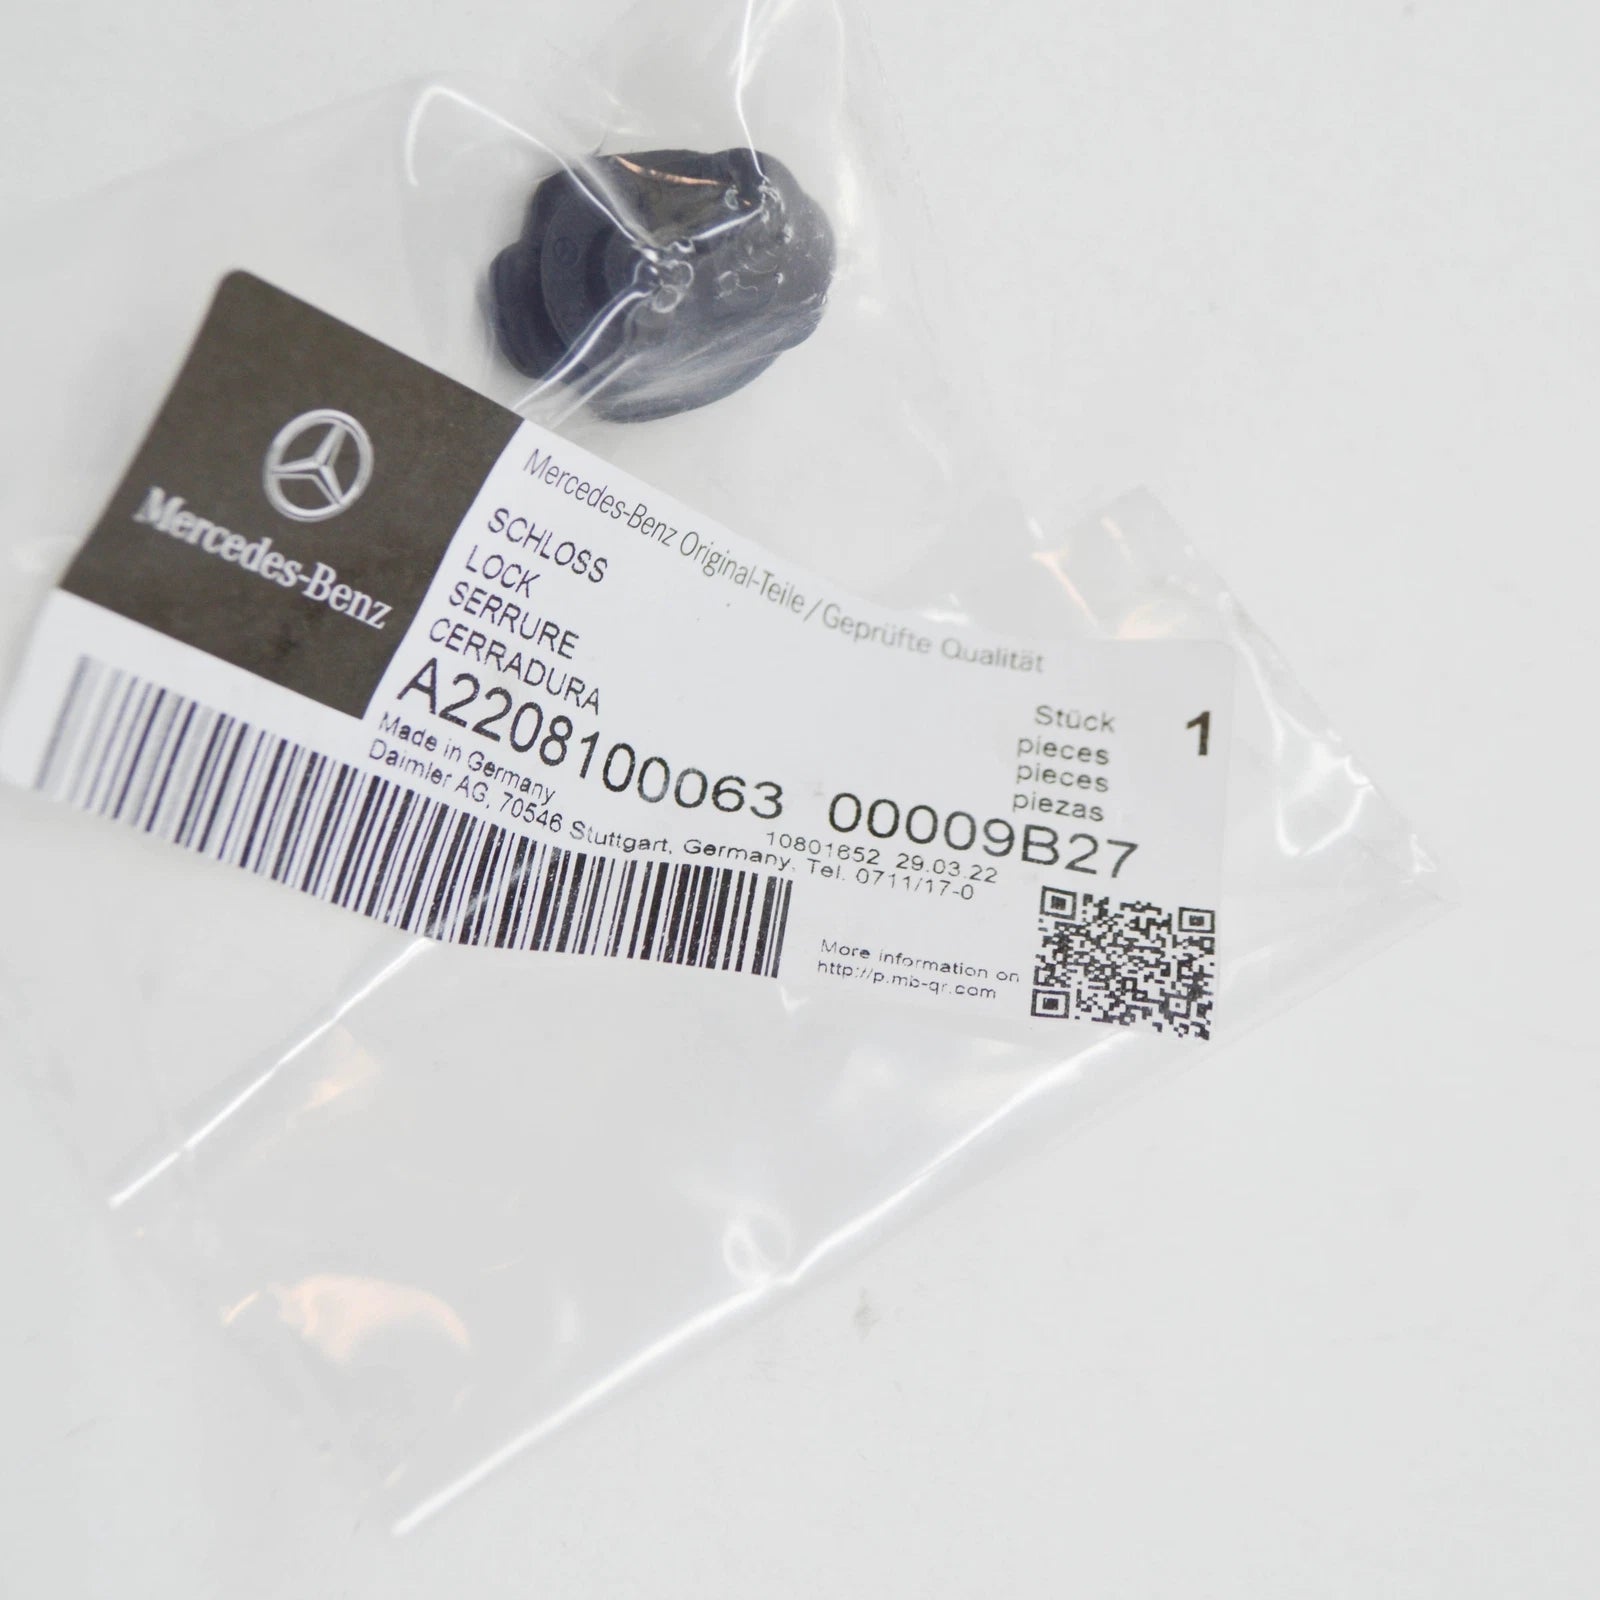 Mercedes-Benz
Mercedes-Benz Original-Teile / Geprüfte Qualität
SCHLOSS
LOCK
SERRURE
CERRADURA
Stück 1
pieces
pieces
piezas
A2208100063 00009B27
Made in Germany 10801652 29.03.22
Daimler AG, 70546 Stuttgart, Germany, Tel. 0711/17-0
More information on
http://p.mb-qr.com